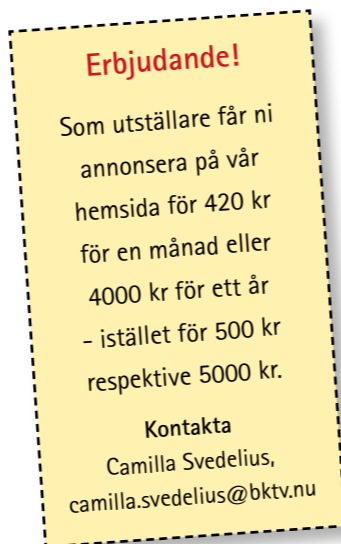 Erbjudande!
Som utställare får ni
annonsera på vår
hemsida för 420 kr
för en månad eller
4000 kr för ett år
- istället för 500 kr
respektive 5000 kr.
Kontakta
Camilla Svedelius,
camilla.svedelius@bktv.nu